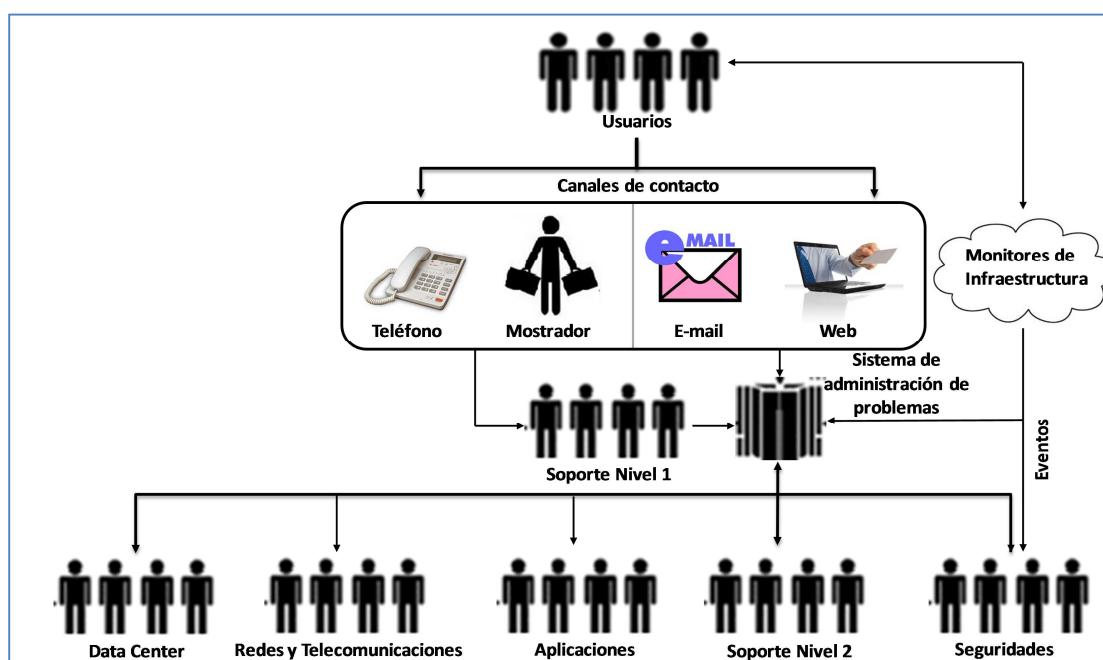 Usuarios
Canales de contacto
e MAIL
Teléfono
Mostrador
E-mail
Web
Monitores de
Infraestructura
Sistema de
administración de
problemas
Soporte Nivel 1
Eventos
Data Center
Redes y Telecomunicaciones
Aplicaciones
Soporte Nivel 2
Seguridades